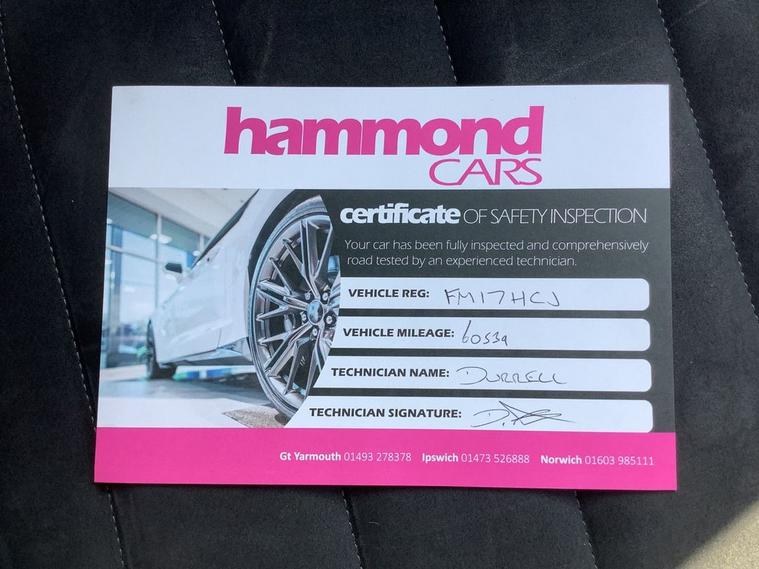 hammond
CARS
certificate OF SAFETY INSPECTION
Your car has been fully inspected and comprehensively
road tested by an experienced technician.
VEHICLE REG: FM17HCJ
VEHICLE MILEAGE: 60539
TECHNICIAN NAME: DURRELL
TECHNICIAN SIGNATURE:
Gt Yarmouth 01493 278378 Ipswich 01473 526888 Norwich 01603 985111